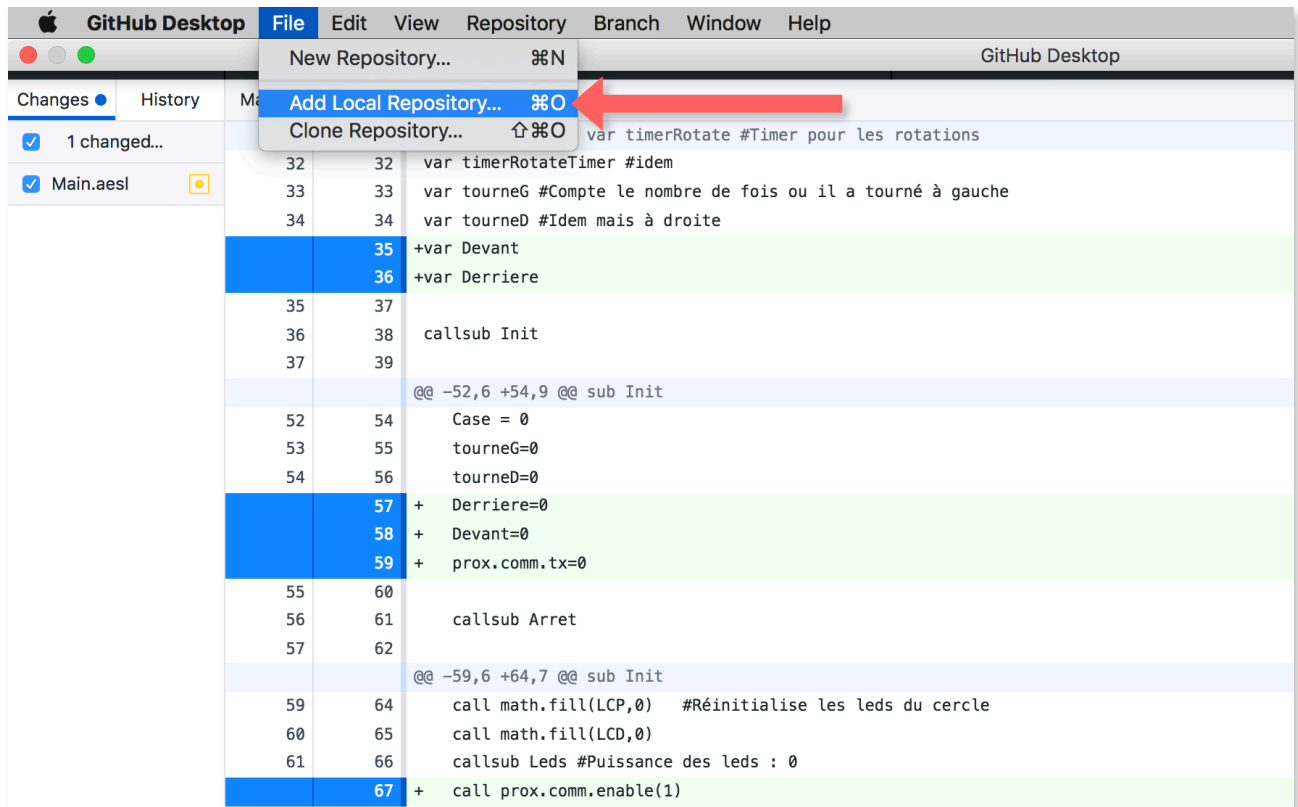 GitHub Desktop File Edit View Repository Branch Window Help
GitHub Desktop
New Repository... ⌘N
Add Local Repository... ⌘O
Clone Repository... ⇧⌘O
Changes History
1 changed...
Main.aesl
var timerRotate #Timer pour les rotations
32 32 var timerRotateTimer #idem
33 33 var tourneG #Compte le nombre de fois ou il a tourné à gauche
34 34 var tourneD #Idem mais à droite
35 +var Devant
36 +var Derriere
35 37
36 38 callsub Init
37 39
@@ -52,6 +54,9 @@ sub Init
52 54 Case = 0
53 55 tourneG=0
54 56 tourneD=0
57 + Derriere=0
58 + Devant=0
59 + prox.comm.tx=0
55 60
56 61 callsub Arret
57 62
@@ -59,6 +64,7 @@ sub Init
59 64 call math.fill(LCP,0) #Réinitialise les leds du cercle
60 65 call math.fill(LCD,0)
61 66 callsub Leds #Puissance des leds : 0
67 + call prox.comm.enable(1)